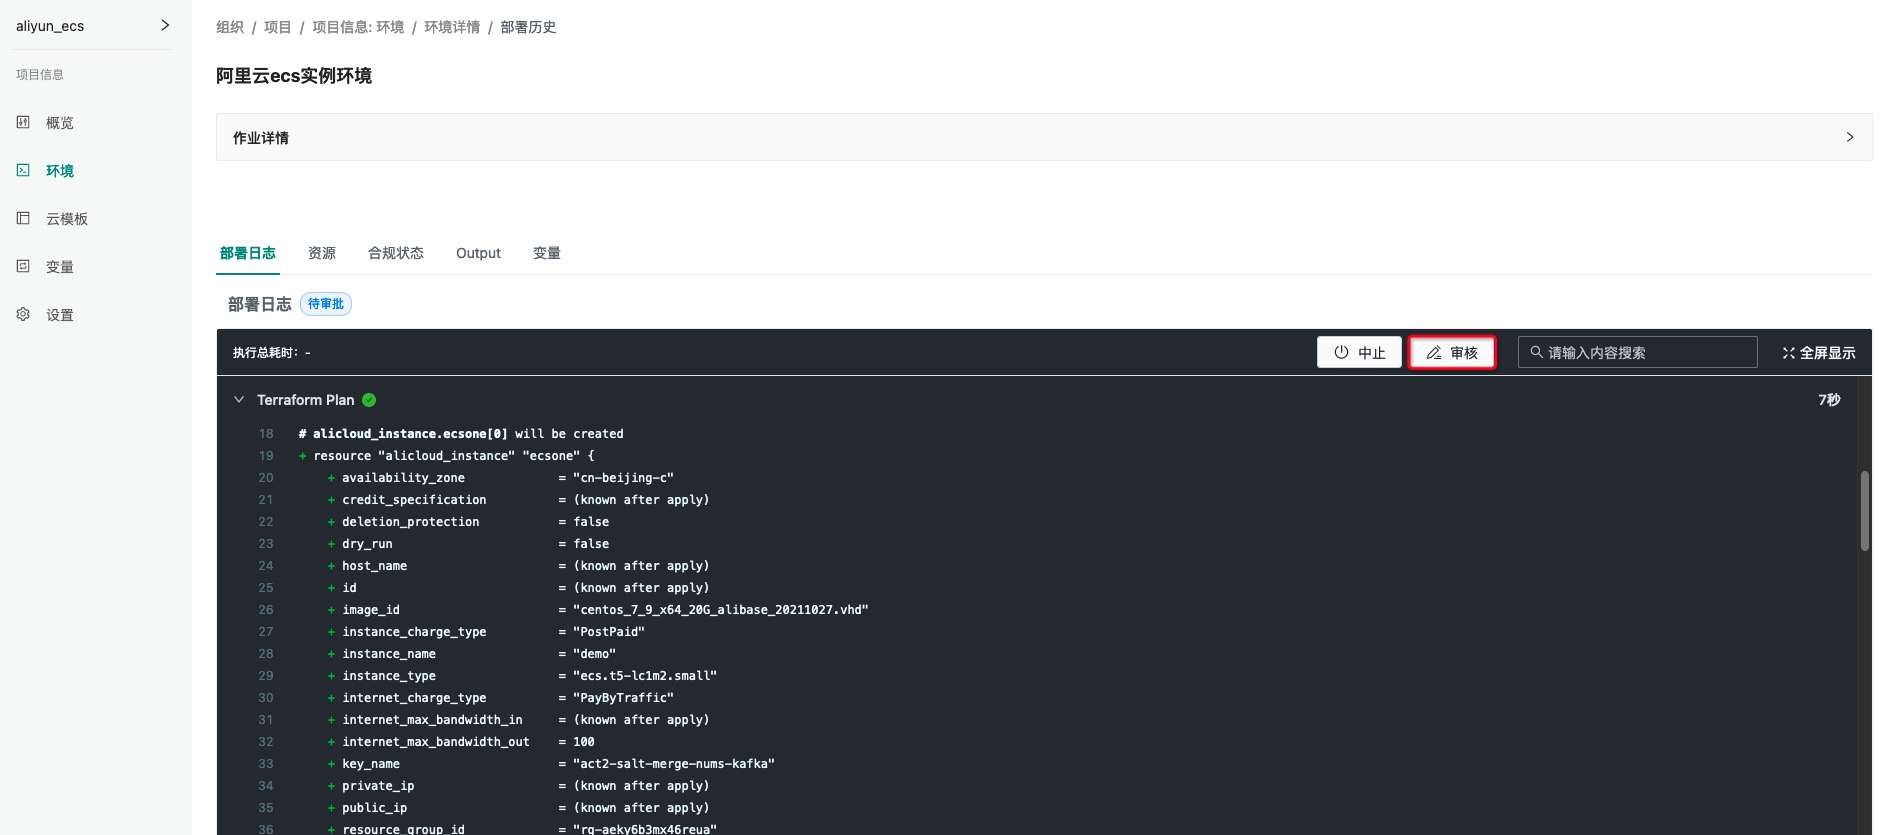 aliyun_ecs
项目信息
概览
环境
云模板
变量
设置
组织 / 项目 / 项目信息: 环境 / 环境详情 / 部署历史
阿里云ecs实例环境
作业详情
部署日志 资源 合规状态 Output 变量
部署日志 待审批
执行总耗时: - 中止 审核 请输入内容搜索 全屏显示
Terraform Plan 7秒
18 # alicloud_instance.ecsone[0] will be created
19 + resource "alicloud_instance" "ecsone" {
20 + availability_zone = "cn-beijing-c"
21 + credit_specification = (known after apply)
22 + deletion_protection = false
23 + dry_run = false
24 + host_name = (known after apply)
25 + id = (known after apply)
26 + image_id = "centos_7_9_x64_20G_alibase_20211027.vhd"
27 + instance_charge_type = "PostPaid"
28 + instance_name = "demo"
29 + instance_type = "ecs.t5-lc1m2.small"
30 + internet_charge_type = "PayByTraffic"
31 + internet_max_bandwidth_in = (known after apply)
32 + internet_max_bandwidth_out = 100
33 + key_name = "act2-salt-merge-nums-kafka"
34 + private_ip = (known after apply)
35 + public_ip = (known after apply)
36 + resource_group_id = "rg-aeky6b3mx46reua"